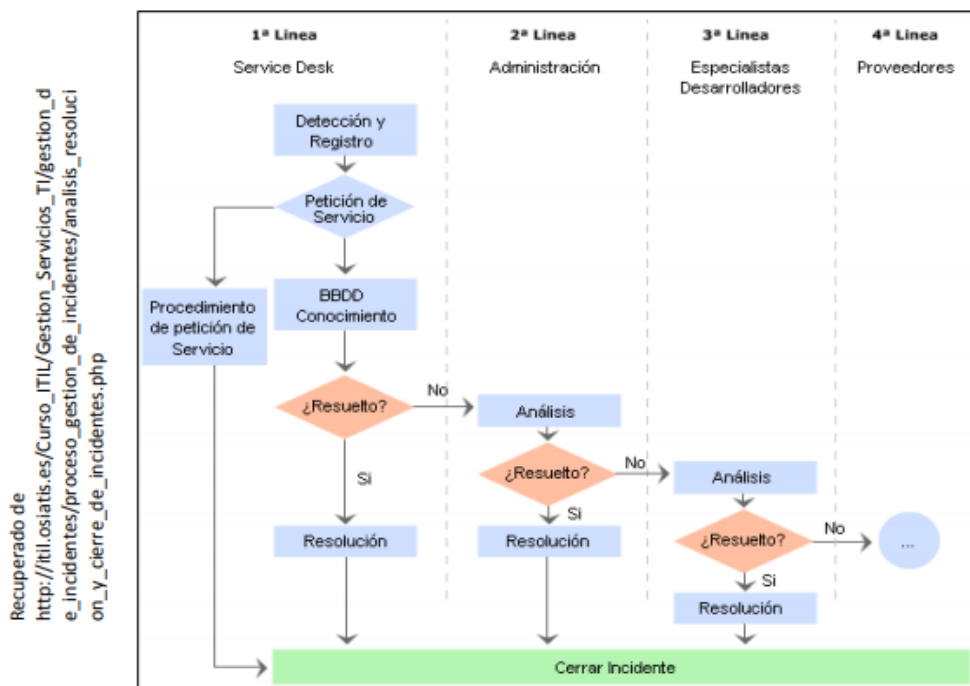 Recuperado de
http://itil.osiatis.es/Curso_ITIL/Gestion_Servicios_TI/gestion_d
e_incidentes/proceso_gestion_de_incidentes/analisis_resoluci
on_y_cierre_de_incidentes.php
1ª Linea
Service Desk
2ª Linea
Administración
3ª Linea
Especialistas
Desarrolladores
4ª Linea
Proveedores
Detección y
Registro
Petición de
Servicio
Procedimiento
de petición de
Servicio
BBDD
Conocimiento
¿Resuelto?
No
Análisis
¿Resuelto?
No
Análisis
Si
Si
¿Resuelto?
No
...
Resolución
Resolución
Si
Resolución
Cerrar Incidente